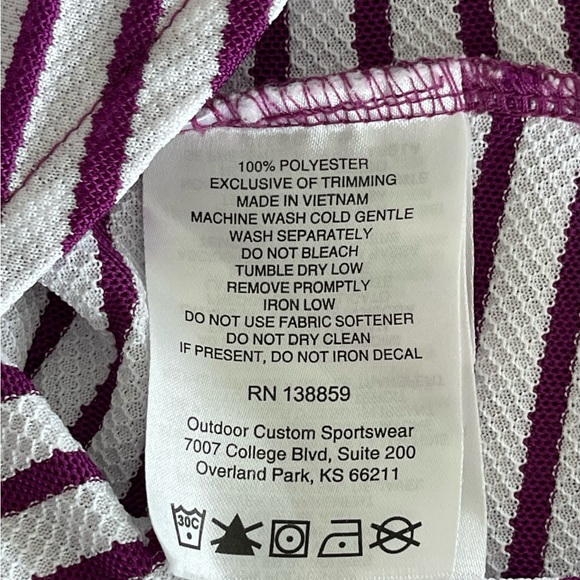 100% POLYESTER
EXCLUSIVE OF TRIMMING
MADE IN VIETNAM
MACHINE WASH COLD GENTLE
WASH SEPARATELY
DO NOT BLEACH
TUMBLE DRY LOW
REMOVE PROMPTLY
IRON LOW
DO NOT USE FABRIC SOFTENER
DO NOT DRY CLEAN
IF PRESENT, DO NOT IRON DECAL
RN 138859
Outdoor Custom Sportswear
7007 College Blvd, Suite 200
Overland Park, KS 66211
30C